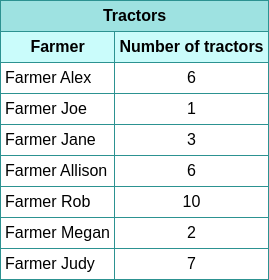 Tractors
Farmer Number of tractors
Farmer Alex 6
Farmer Joe 1
Farmer Jane 3
Farmer Allison 6
Farmer Rob 10
Farmer Megan 2
Farmer Judy 7